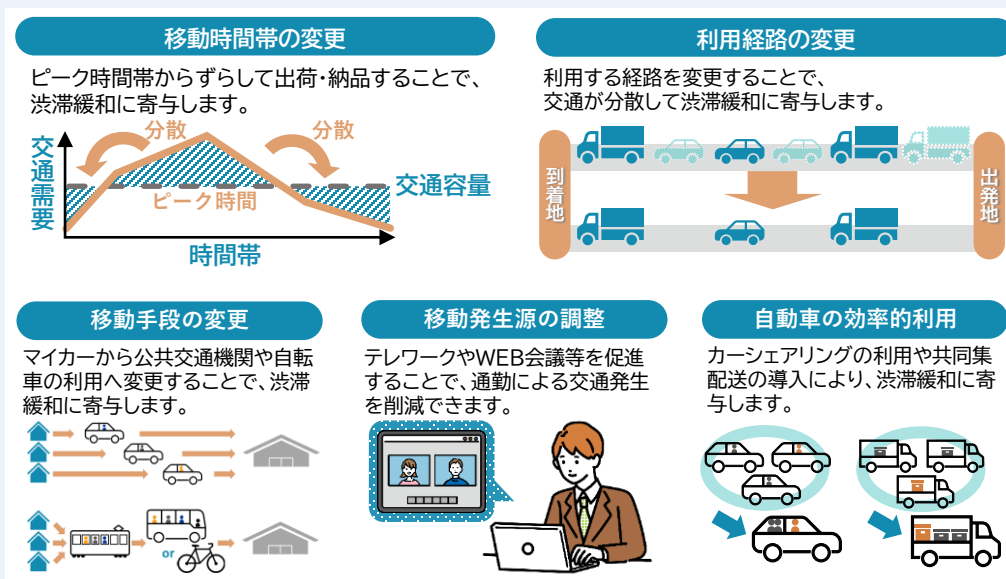 移動時間帯の変更
ピーク時間帯からずらして出荷・納品することで、
渋滞緩和に寄与します。
分散
分散
交通需要
交通容量
ピーク時間
時間帯
利用経路の変更
利用する経路を変更することで、
交通が分散して渋滞緩和に寄与します。
到着地
出発地
移動手段の変更
マイカーから公共交通機関や自転
車の利用へ変更することで、渋滞
緩和に寄与します。
or
移動発生源の調整
テレワークやWEB会議等を促進
することで、通勤による交通発生
を削減できます。
自動車の効率的利用
カーシェアリングの利用や共同集
配送の導入により、渋滞緩和に寄
与します。